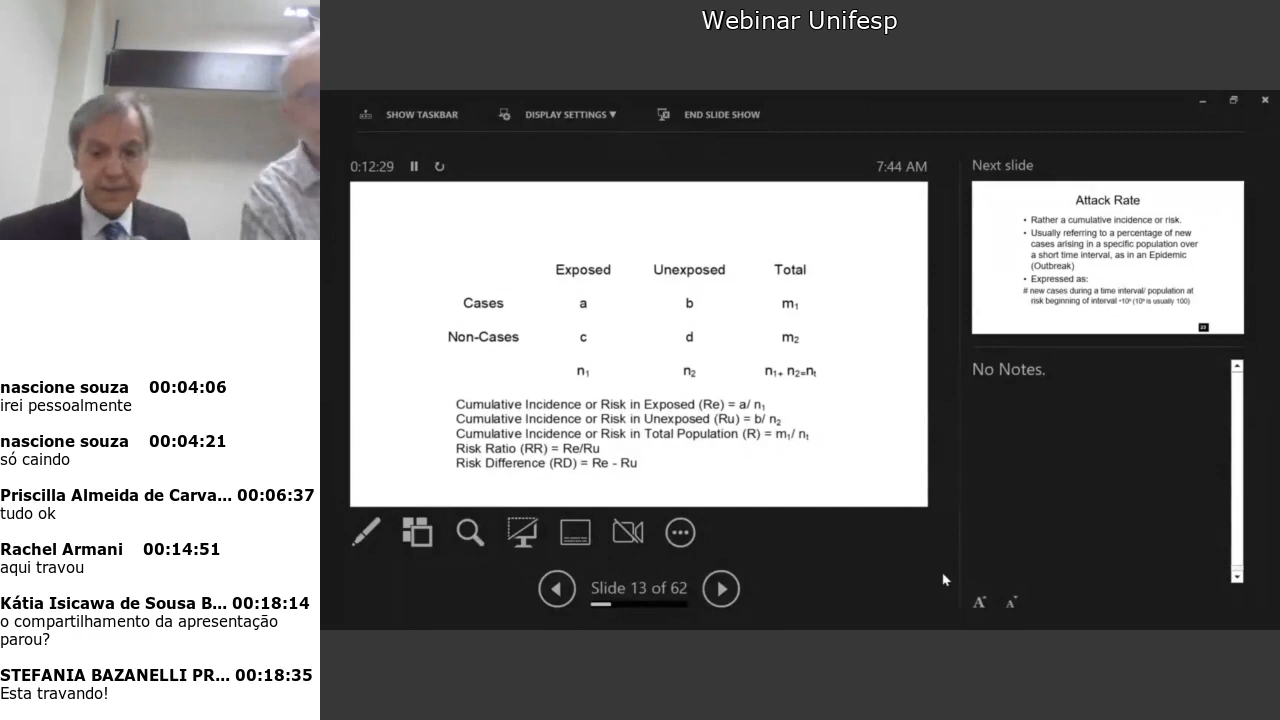 Webinar Unifesp
SHOW TASKBAR
DISPLAY SETTINGS ▼
END SLIDE SHOW
0:12:29
7:44 AM
Exposed Unexposed Total
Cases a b m₁
Non-Cases c d m₂
n₁ n₂ n₁₊ n₂=nₜ
Cumulative Incidence or Risk in Exposed (Re) = a/ n₁
Cumulative Incidence or Risk in Unexposed (Ru) = b/ n₂
Cumulative Incidence or Risk in Total Population (R) = m₁/ nₜ
Risk Ratio (RR) = Re/Ru
Risk Difference (RD) = Re - Ru
Slide 13 of 62
Next slide
Attack Rate
• Rather a cumulative incidence or risk.
• Usually referring to a percentage of new
cases arising in a specific population over
a short time interval, as in an Epidemic
(Outbreak)
• Expressed as:
# new cases during a time interval/ population at
risk beginning of interval
is usually 100)
No Notes.
A A
nascione souza 00:04:06
irei pessoalmente
nascione souza 00:04:21
só caindo
Priscilla Almeida de Carva... 00:06:37
tudo ok
Rachel Armani 00:14:51
aqui travou
Kátia Isicawa de Sousa B... 00:18:14
o compartilhamento da apresentação
parou?
STEFANIA BAZANELLI PR... 00:18:35
Esta travando!